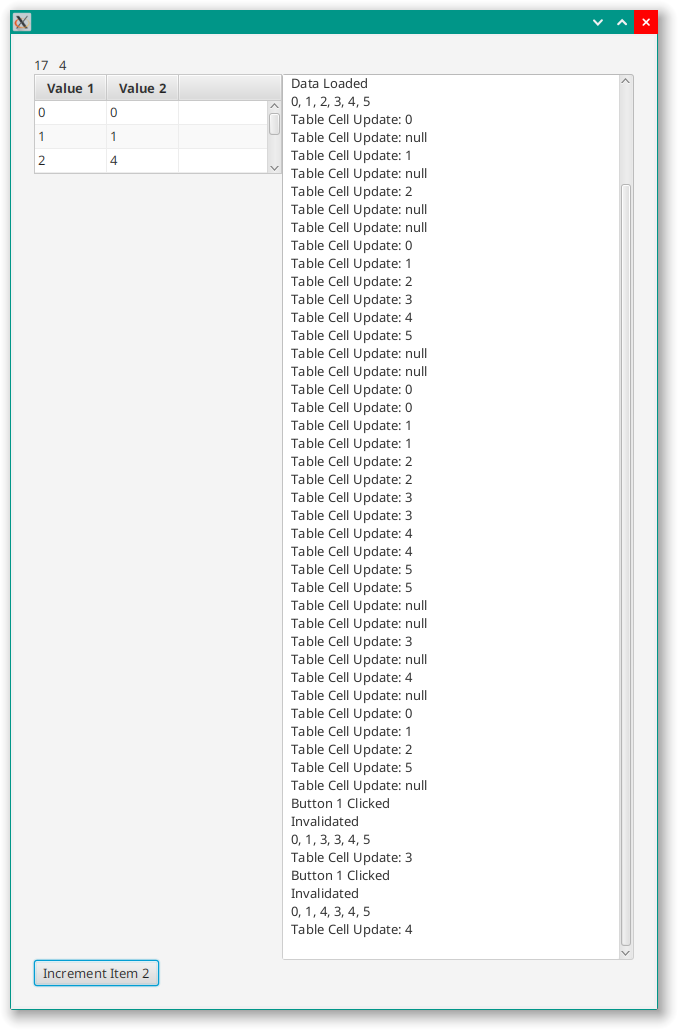 17 4
Value 1 Value 2
0 0
1 1
2 4
Data Loaded
0, 1, 2, 3, 4, 5
Table Cell Update: 0
Table Cell Update: null
Table Cell Update: 1
Table Cell Update: null
Table Cell Update: 2
Table Cell Update: null
Table Cell Update: null
Table Cell Update: 0
Table Cell Update: 1
Table Cell Update: 2
Table Cell Update: 3
Table Cell Update: 4
Table Cell Update: 5
Table Cell Update: null
Table Cell Update: null
Table Cell Update: 0
Table Cell Update: 0
Table Cell Update: 1
Table Cell Update: 1
Table Cell Update: 2
Table Cell Update: 2
Table Cell Update: 3
Table Cell Update: 3
Table Cell Update: 4
Table Cell Update: 4
Table Cell Update: 5
Table Cell Update: 5
Table Cell Update: null
Table Cell Update: null
Table Cell Update: 3
Table Cell Update: null
Table Cell Update: 4
Table Cell Update: null
Table Cell Update: 0
Table Cell Update: 1
Table Cell Update: 2
Table Cell Update: 5
Table Cell Update: null
Button 1 Clicked
Invalidated
0, 1, 3, 3, 4, 5
Table Cell Update: 3
Button 1 Clicked
Invalidated
0, 1, 4, 3, 4, 5
Table Cell Update: 4
Increment Item 2